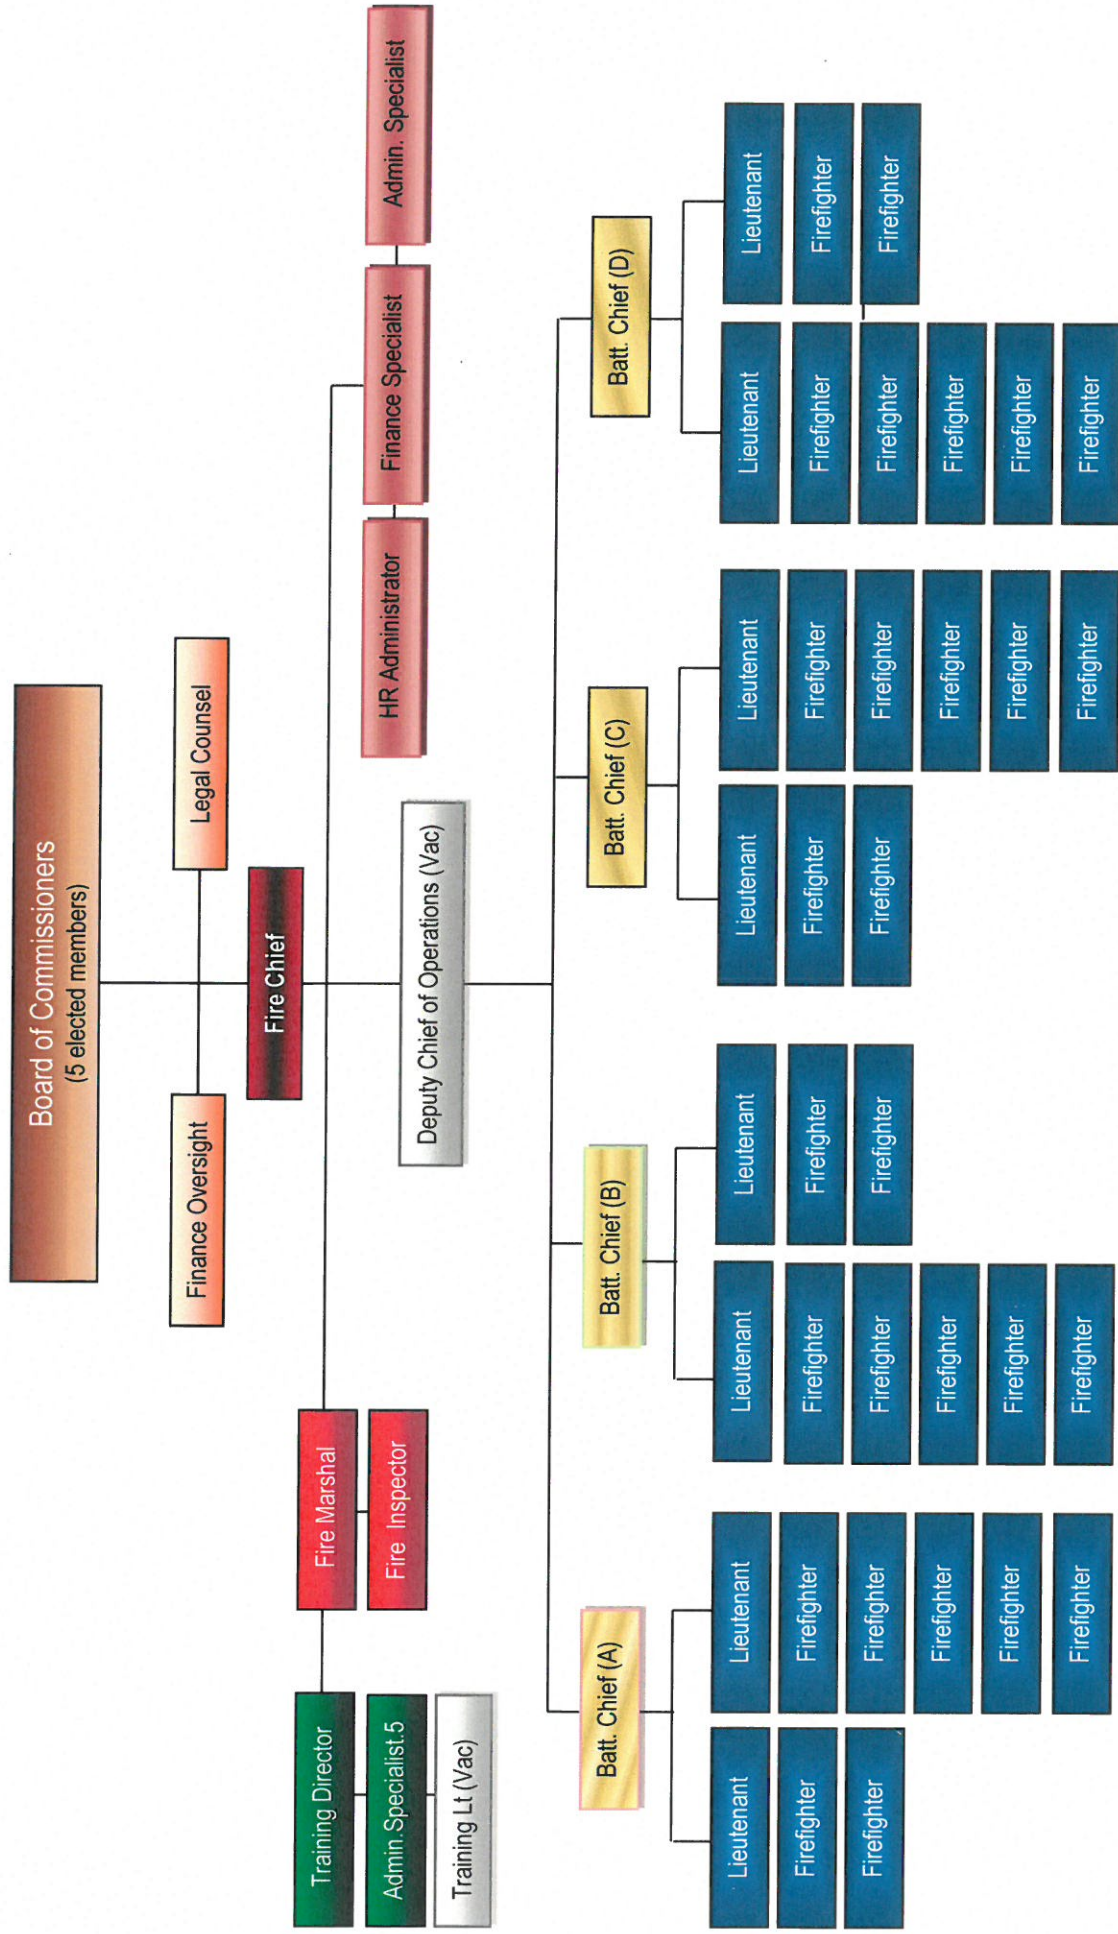 Board of Commissioners
(5 elected members)
Finance Oversight
Legal Counsel
Fire Chief
Training Director
Fire Marshal
Admin.Specialist.5
Fire Inspector
Training Lt (Vac)
HR Administrator
Finance Specialist
Admin. Specialist
Deputy Chief of Operations (Vac)
Batt. Chief (A)
Batt. Chief (B)
Batt. Chief (C)
Batt. Chief (D)
Lieutenant
Firefighter
Firefighter
Lieutenant
Firefighter
Firefighter
Firefighter
Firefighter
Firefighter
Lieutenant
Firefighter
Firefighter
Firefighter
Firefighter
Firefighter
Lieutenant
Firefighter
Firefighter
Lieutenant
Firefighter
Firefighter
Lieutenant
Firefighter
Firefighter
Firefighter
Firefighter
Firefighter
Lieutenant
Firefighter
Firefighter
Firefighter
Firefighter
Firefighter
Lieutenant
Firefighter
Firefighter